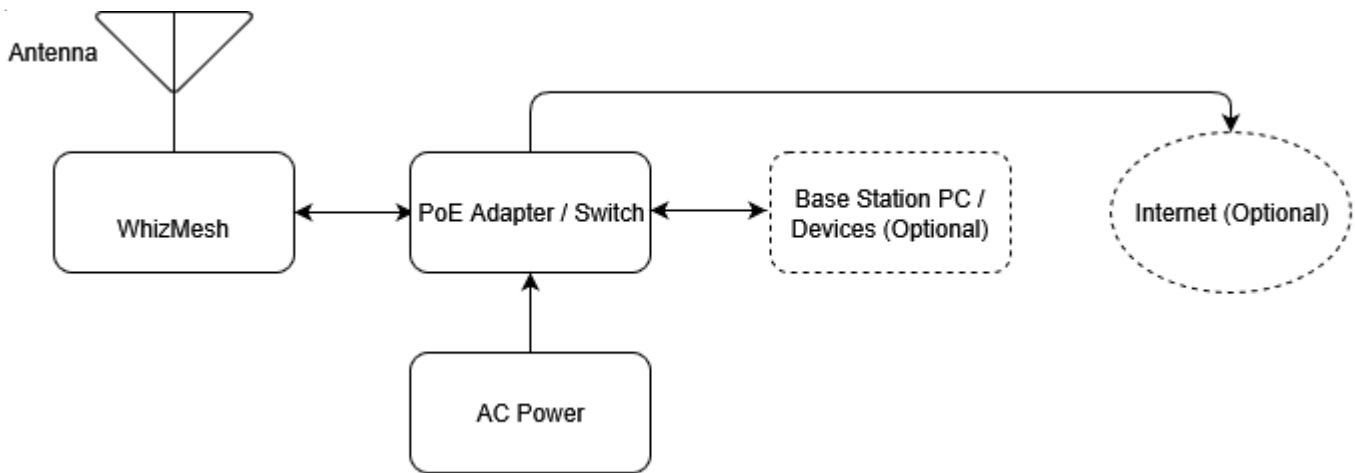 Antenna
WhizMesh
PoE Adapter / Switch
Base Station PC /
Devices (Optional)
Internet (Optional)
AC Power